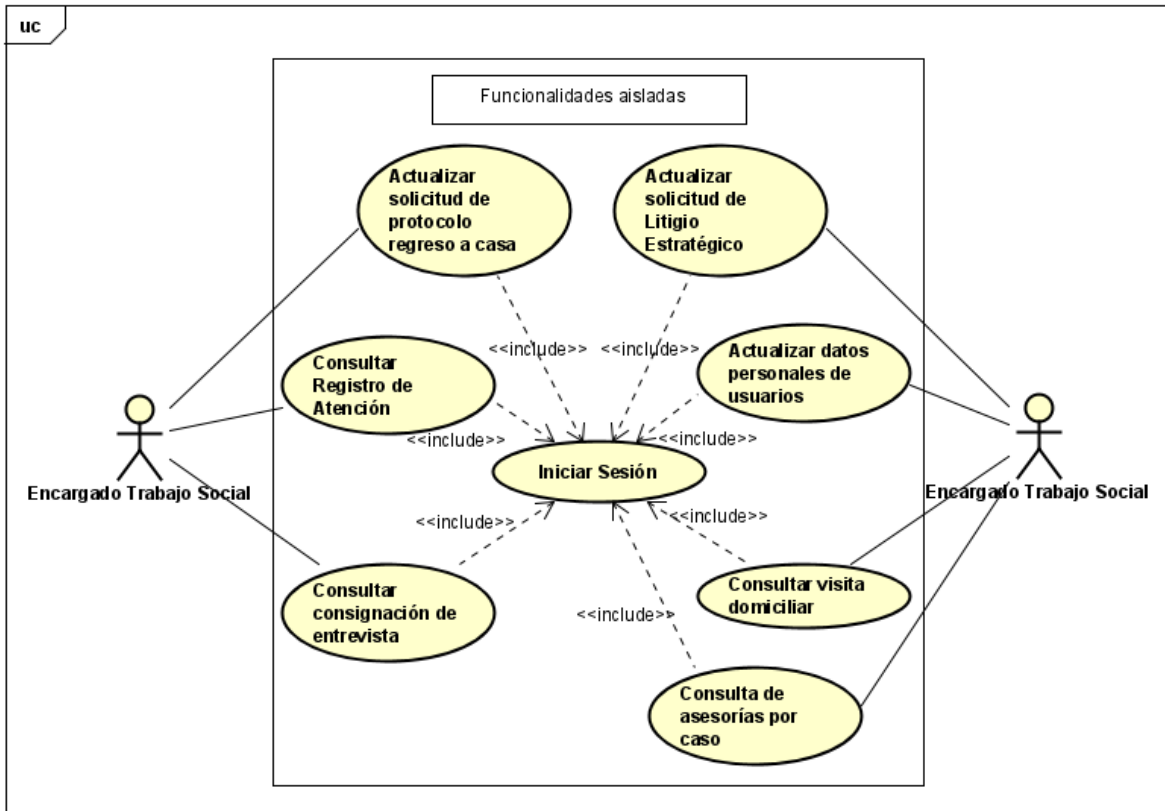 uc
Funcionalidades aisladas
Actualizar
solicitud de
protocolo
regreso a casa
Actualizar
solicitud de
Litigio
Estratégico
<<include>>
<<include>>
Consultar
Registro de
Atención
Actualizar datos
personales de
usuarios
<<include>>
<<include>>
Iniciar Sesión
Encargado Trabajo Social
Encargado Trabajo Social
<<include>>
<<include>>
Consultar
consignación de
entrevista
Consultar visita
domiciliar
<<include>>
Consulta de
asesorías por
caso